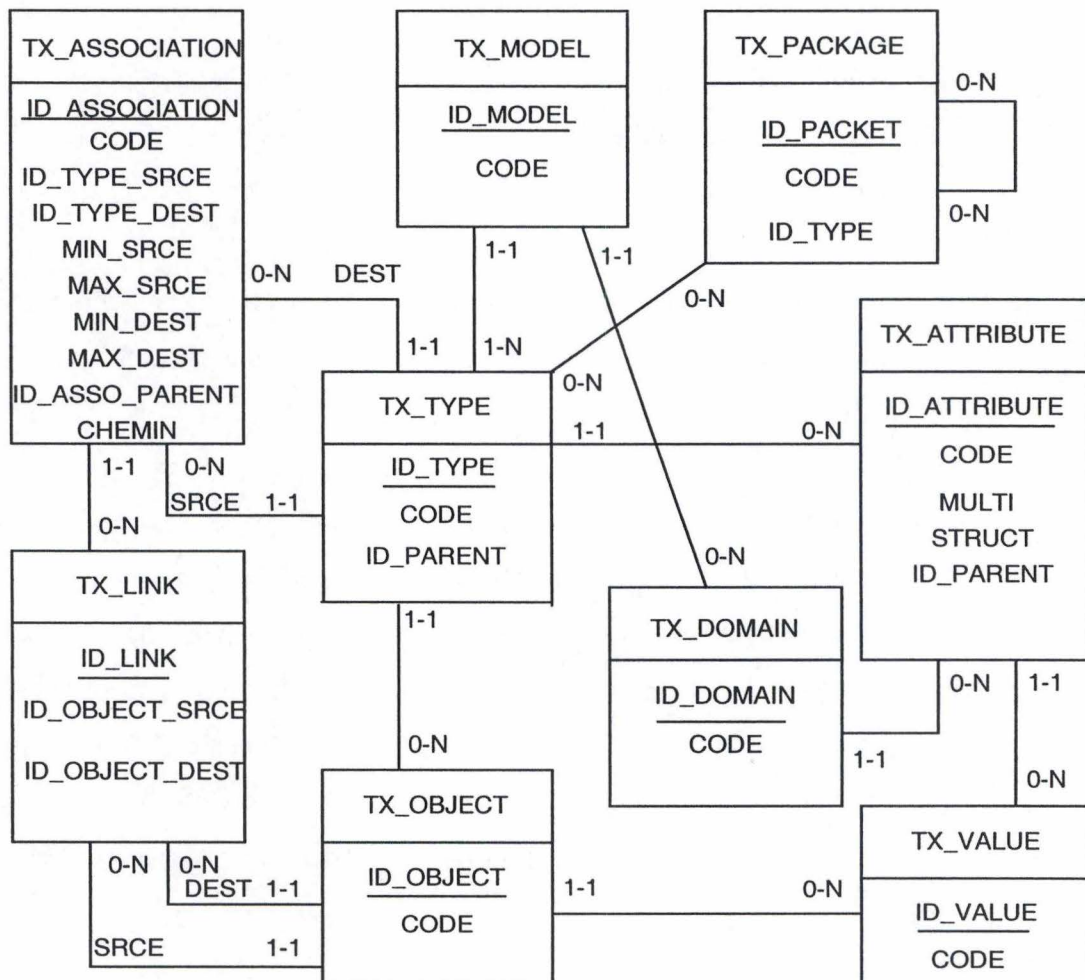 TX_ASSOCIATION
ID_ASSOCIATION
CODE
ID_TYPE_SRCE
ID_TYPE_DEST
MIN_SRCE
MAX_SRCE
MIN_DEST
MAX_DEST
ID_ASSO_PARENT
CHEMIN
TX_MODEL
ID_MODEL
CODE
TX_PACKAGE
ID_PACKET
CODE
ID_TYPE
0-N
0-N
0-N DEST
1-1
1-1
1-N
1-1
0-N
0-N
TX_TYPE
ID_TYPE
CODE
ID_PARENT
1-1
0-N
TX_ATTRIBUTE
ID_ATTRIBUTE
CODE
MULTI
STRUCT
ID_PARENT
1-1
0-N
SRCE 1-1
0-N
TX_LINK
ID_LINK
ID_OBJECT_SRCE
ID_OBJECT_DEST
1-1
0-N
0-N
TX_DOMAIN
ID_DOMAIN
CODE
0-N
1-1
1-1
0-N
TX_OBJECT
ID_OBJECT
CODE
0-N
0-N
DEST 1-1
SRCE 1-1
1-1
0-N
TX_VALUE
ID_VALUE
CODE